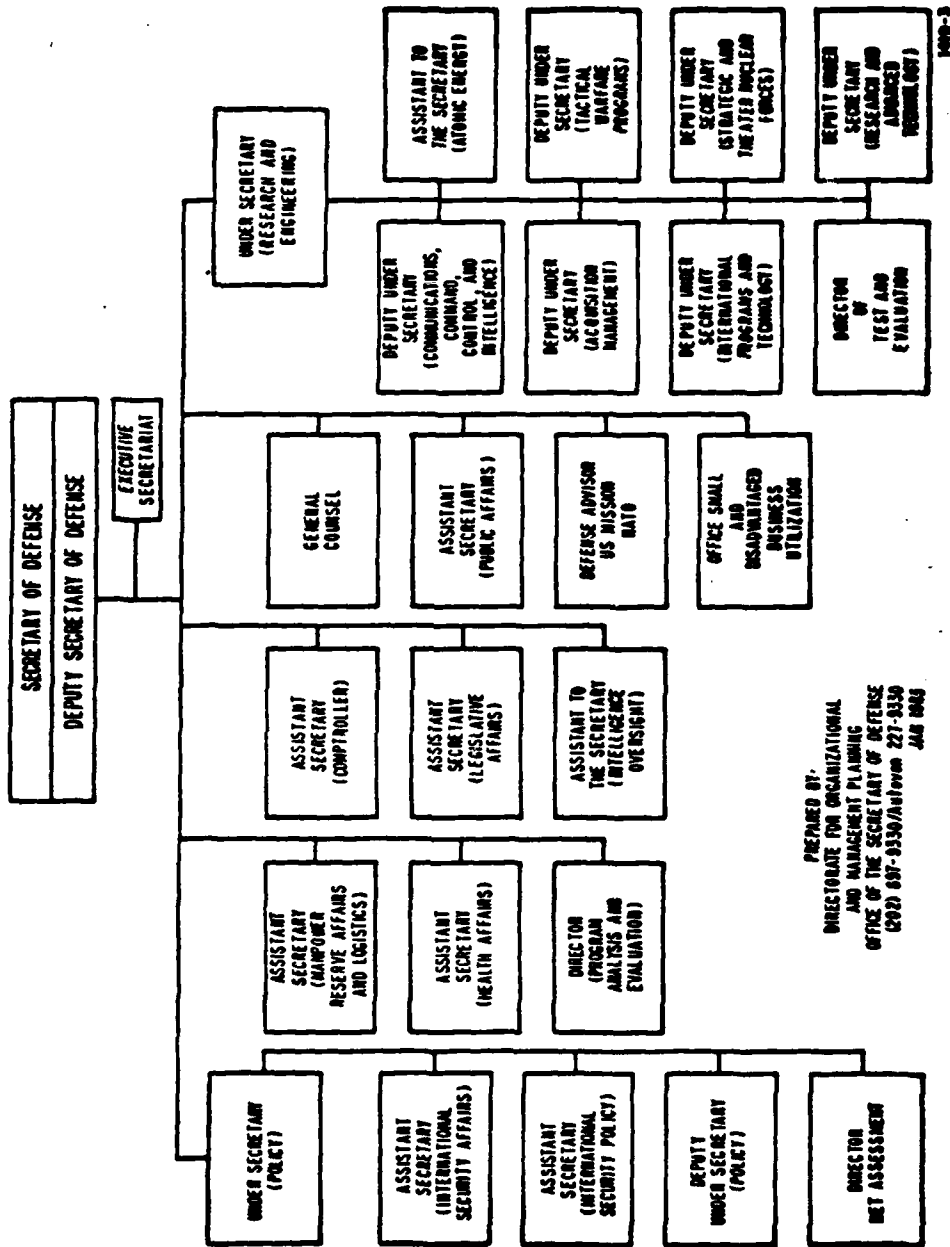 SECRETARY OF DEFENSE
DEPUTY SECRETARY OF DEFENSE
EXECUTIVE
SECRETARIAT
UNDER SECRETARY
(POLICY)
ASSISTANT
SECRETARY
(INTERNATIONAL
SECURITY AFFAIRS)
ASSISTANT
SECRETARY
(INTERNATIONAL
SECURITY POLICY)
DEPUTY
UNDER SECRETARY
(POLICY)
DIRECTOR
NET ASSESSMENT
ASSISTANT
SECRETARY
(MANPOWER
RESERVE AFFAIRS
AND LOGISTICS)
ASSISTANT
SECRETARY
(HEALTH AFFAIRS)
DIRECTOR
(PROGRAM
ANALYSIS AND
EVALUATION)
ASSISTANT
SECRETARY
(COMPTROLLER)
ASSISTANT
SECRETARY
(LEGISLATIVE
AFFAIRS)
ASSISTANT TO
THE SECRETARY
(INTELLIGENCE
OVERSIGHT)
GENERAL
COUNSEL
ASSISTANT
SECRETARY
(PUBLIC AFFAIRS)
DEFENSE ADVISOR
US MISSION
NATO
OFFICE SMALL
AND
DISADVANTAGED
BUSINESS
UTILIZATION
UNDER SECRETARY
(RESEARCH AND
ENGINEERING)
DEPUTY UNDER
SECRETARY
(COMMUNICATIONS,
COMMAND,
CONTROL, AND
INTELLIGENCE)
ASSISTANT TO
THE SECRETARY
(ATOMIC ENERGY)
DEPUTY UNDER
SECRETARY
(ACQUISITION
MANAGEMENT)
DEPUTY UNDER
SECRETARY
(TACTICAL
WARFARE
PROGRAMS)
DEPUTY UNDER
SECRETARY
(INTERNATIONAL
PROGRAMS AND
TECHNOLOGY)
DEPUTY UNDER
SECRETARY
(STRATEGIC AND
THEATER NUCLEAR
FORCES)
DIRECTOR
OF
TEST AND
EVALUATION
DEPUTY UNDER
SECRETARY
(RESEARCH AND
ADVANCED
TECHNOLOGY)
PREPARED BY:
DIRECTORATE FOR ORGANIZATIONAL
AND MANAGEMENT PLANNING
OFFICE OF THE SECRETARY OF DEFENSE
(202) 697-9330/Autovon 227-9330
JAN